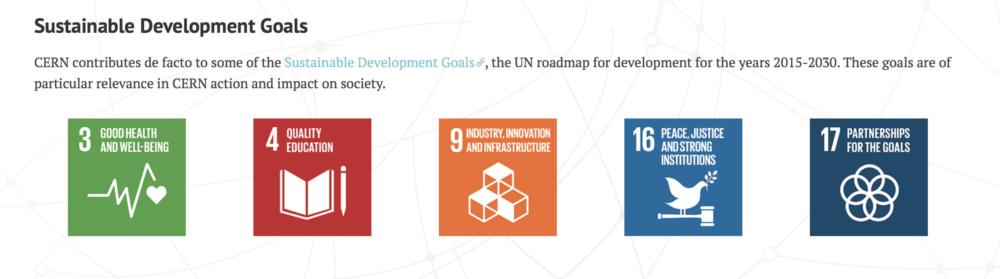 Sustainable Development Goals
CERN contributes de facto to some of the Sustainable Development Goals, the UN roadmap for development for the years 2015-2030. These goals are of
particular relevance in CERN action and impact on society.
3 GOOD HEALTH
AND WELL-BEING
4 QUALITY
EDUCATION
9 INDUSTRY, INNOVATION
AND INFRASTRUCTURE
16 PEACE, JUSTICE
AND STRONG
INSTITUTIONS
17 PARTNERSHIPS
FOR THE GOALS